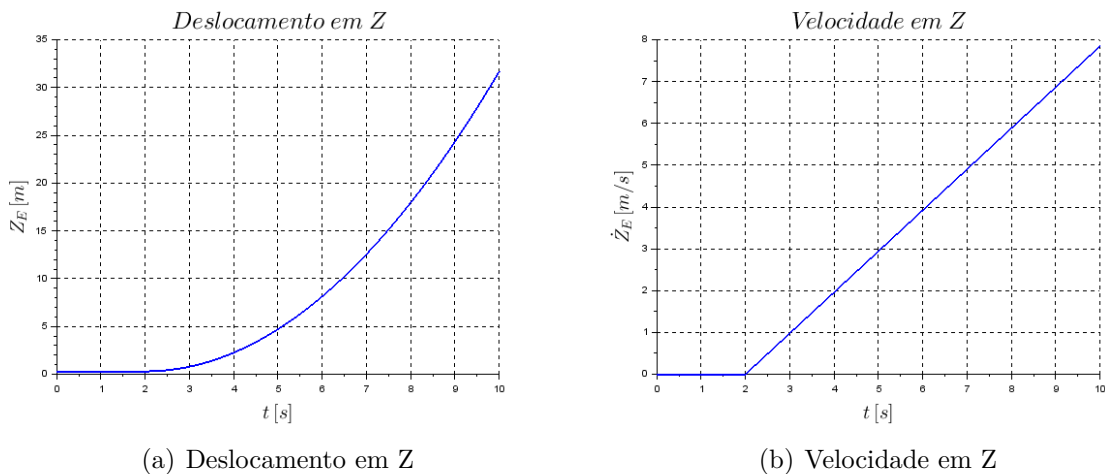 Deslocamento em Z
35
30
25
20
15
10
5
0
Z_E [m]
0 1 2 3 4 5 6 7 8 9 10
t [s]
(a) Deslocamento em Z
Velocidade em Z
8
7
6
5
4
3
2
1
0
Ż_E [m/s]
0 1 2 3 4 5 6 7 8 9 10
t [s]
(b) Velocidade em Z